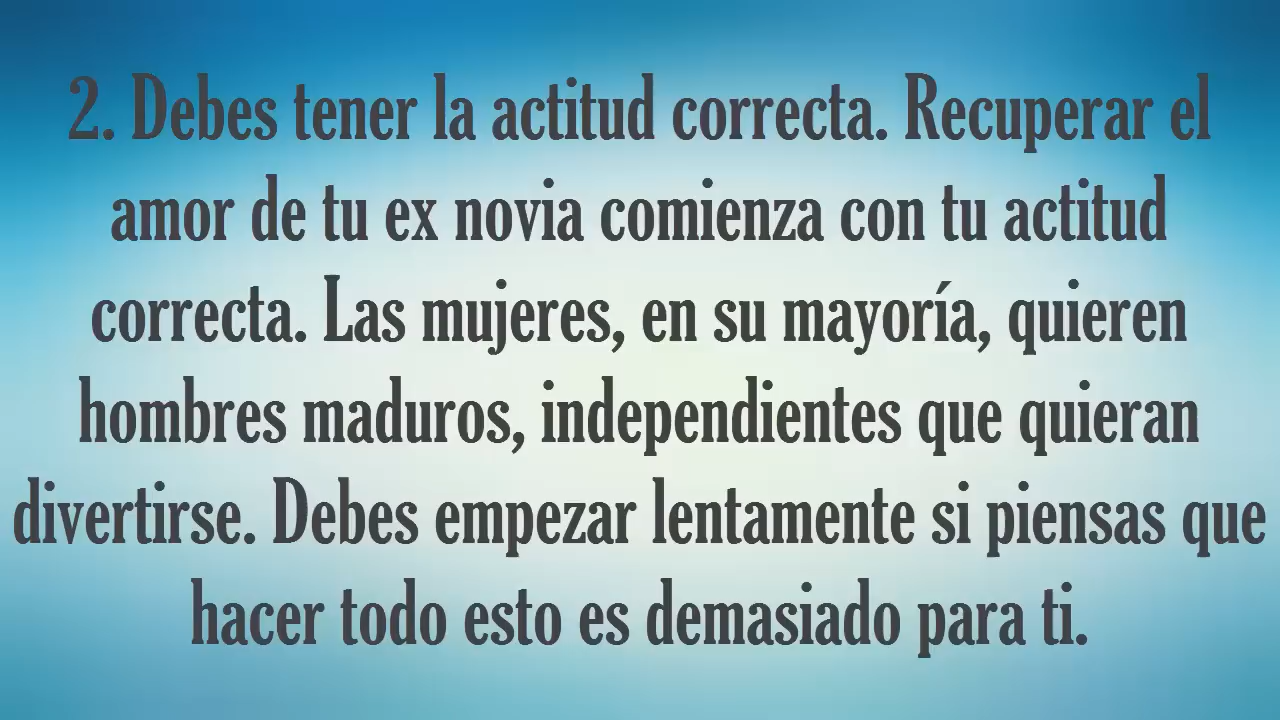 2. Debes tener la actitud correcta. Recuperar el
amor de tu ex novia comienza con tu actitud
correcta. Las mujeres, en su mayoría, quieren
hombres maduros, independientes que quieran
divertirse. Debes empezar lentamente si piensas que
hacer todo esto es demasiado para ti.